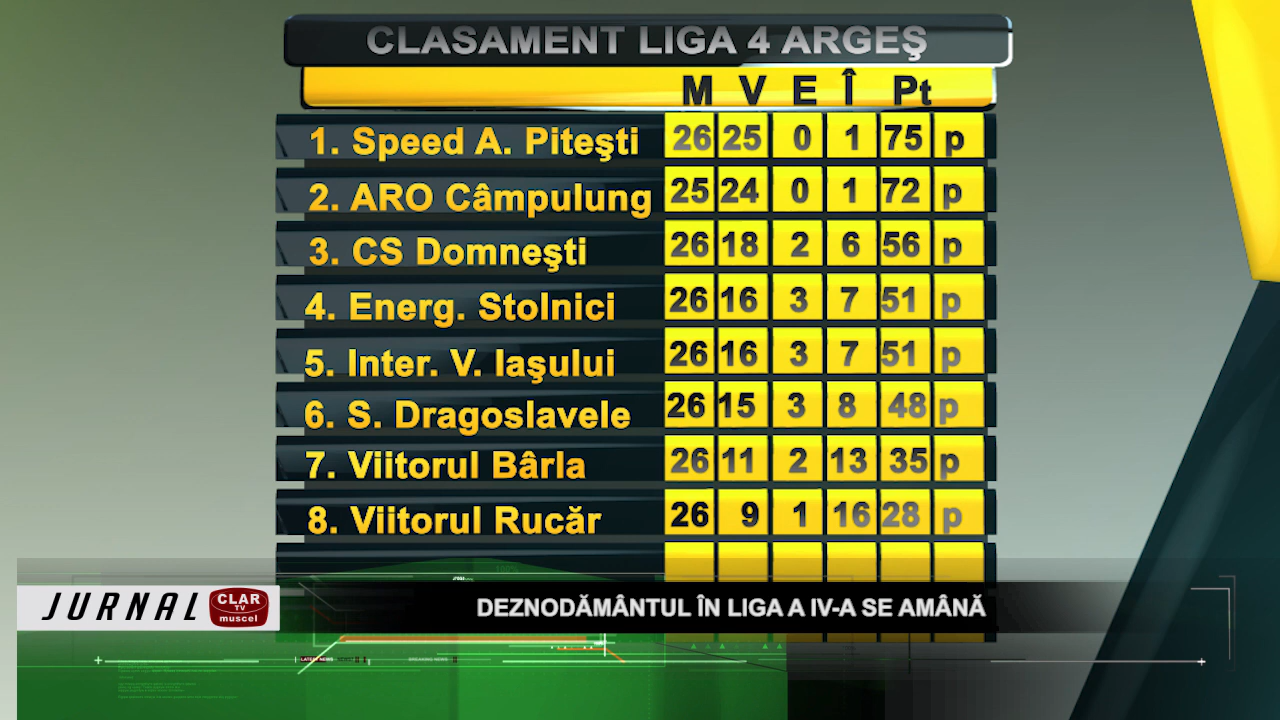 CLASAMENT LIGA 4 ARGEŞ
M V E Î Pt
1. Speed A. Piteşti 26 25 0 1 75 p
2. ARO Câmpulung 25 24 0 1 72 p
3. CS Domneşti 26 18 2 6 56 p
4. Energ. Stolnici 26 16 3 7 51 p
5. Inter. V. Iaşului 26 16 3 7 51 p
6. S. Dragoslavele 26 15 3 8 48 p
7. Viitorul Bârla 26 11 2 13 35 p
8. Viitorul Rucăr 26 9 1 16 28 p
JURNAL CLAR TV muscel
DEZNODĂMÂNTUL ÎN LIGA A IV-A SE AMÂNĂ
LATEST NEWS
BREAKING NEWS